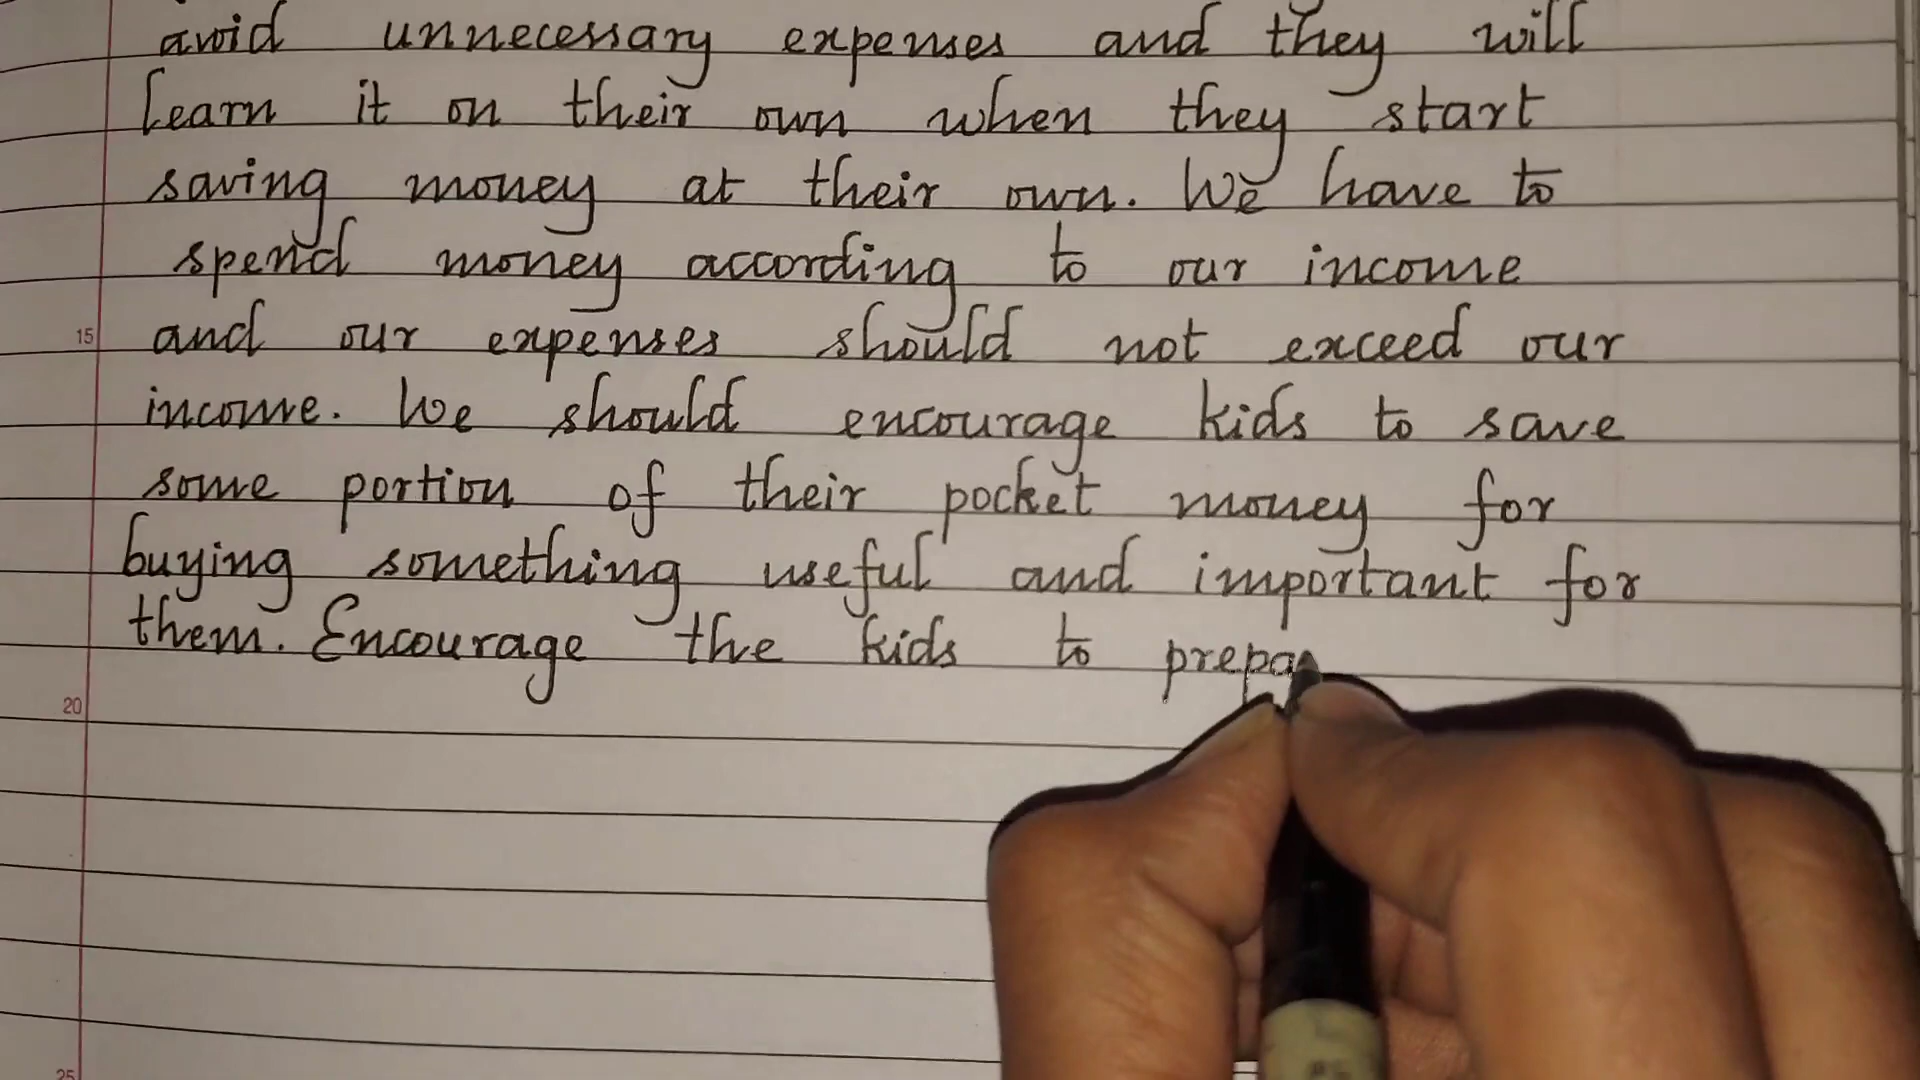 avoid unnecessary expenses and they will
learn it on their own when they start
saving money at their own. We have to
spend money according to our income
15
and our expenses should not exceed our
income. We should encourage kids to save
some portion of their pocket money for
buying something useful and important for
them. Encourage the kids to prepa
20
25